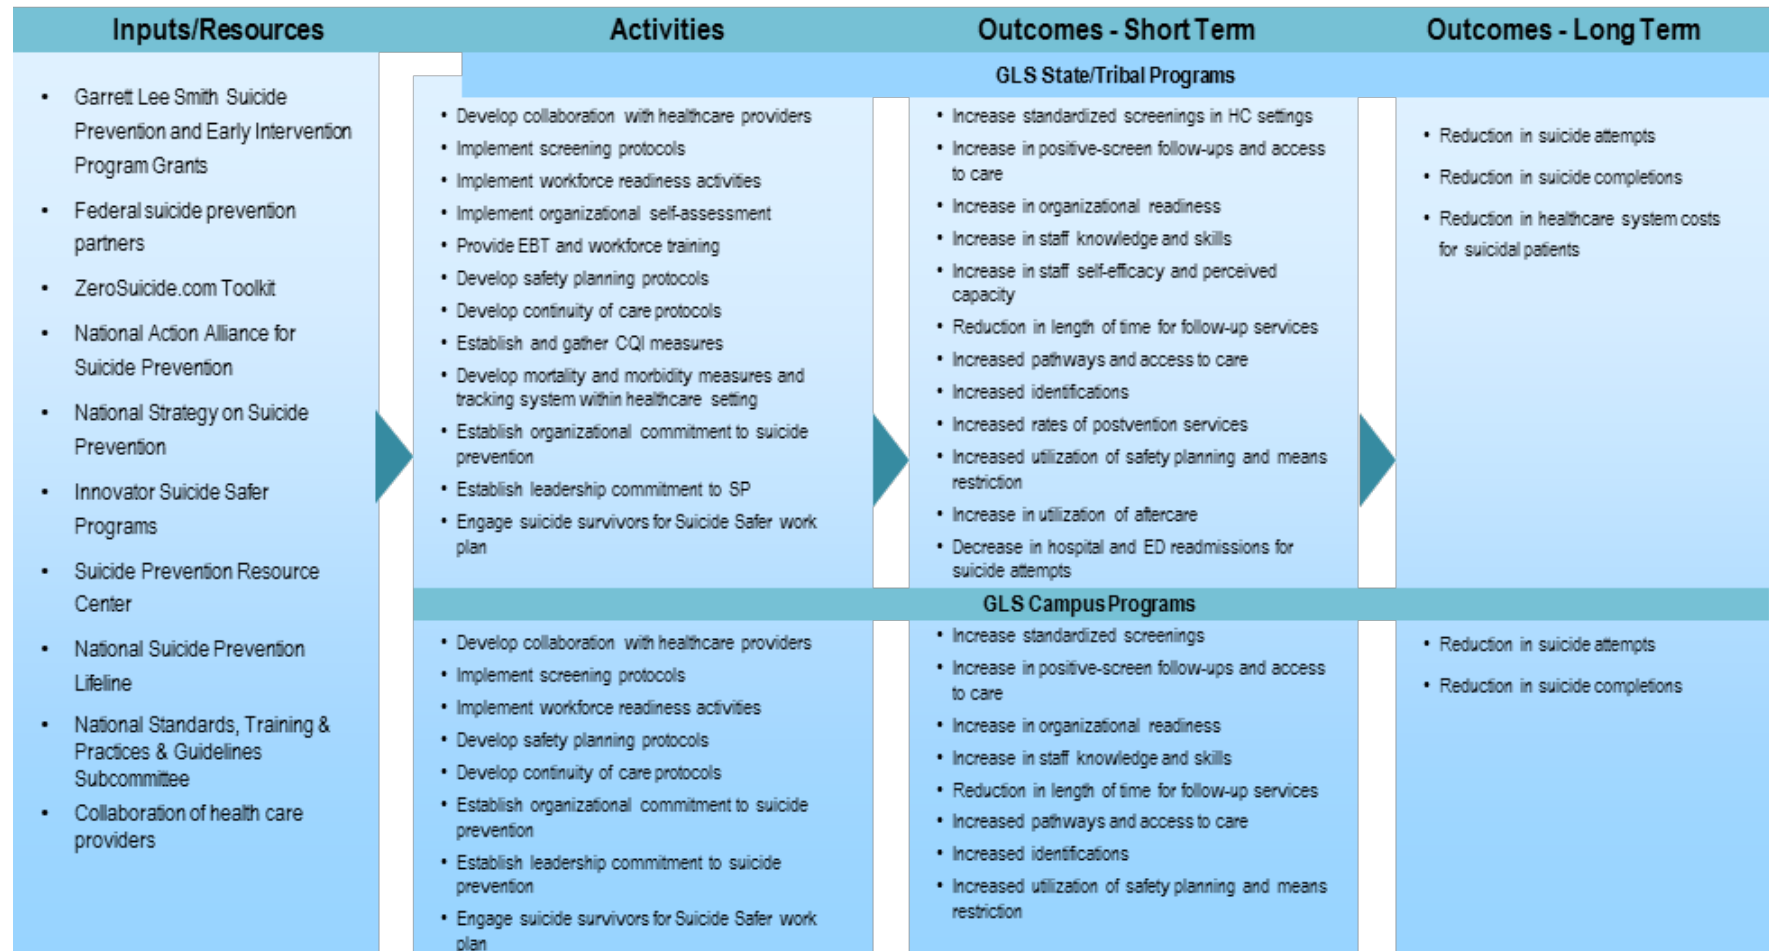 Inputs/Resources
Activities
Outcomes - Short Term
Outcomes - Long Term
• Garrett Lee Smith Suicide
Prevention and Early Intervention
Program Grants
• Federal suicide prevention
partners
• ZeroSuicide.com Toolkit
• National Action Alliance for
Suicide Prevention
• National Strategy on Suicide
Prevention
• Innovator Suicide Safer
Programs
• Suicide Prevention Resource
Center
• National Suicide Prevention
Lifeline
• National Standards, Training &
Practices & Guidelines
Subcommittee
• Collaboration of health care
providers
GLS State/Tribal Programs
• Develop collaboration with healthcare providers
• Implement screening protocols
• Implement workforce readiness activities
• Implement organizational self-assessment
• Provide EBT and workforce training
• Develop safety planning protocols
• Develop continuity of care protocols
• Establish and gather CQI measures
• Develop mortality and morbidity measures and
tracking system within healthcare setting
• Establish organizational commitment to suicide
prevention
• Establish leadership commitment to SP
• Engage suicide survivors for Suicide Safer work
plan
• Increase standardized screenings in HC settings
• Increase in positive-screen follow-ups and access
to care
• Increase in organizational readiness
• Increase in staff knowledge and skills
• Increase in staff self-efficacy and perceived
capacity
• Reduction in length of time for follow-up services
• Increased pathways and access to care
• Increased identifications
• Increased rates of postvention services
• Increased utilization of safety planning and means
restriction
• Increase in utilization of aftercare
• Decrease in hospital and ED readmissions for
suicide attempts
• Reduction in suicide attempts
• Reduction in suicide completions
• Reduction in healthcare system costs
for suicidal patients
GLS Campus Programs
• Develop collaboration with healthcare providers
• Implement screening protocols
• Implement workforce readiness activities
• Develop safety planning protocols
• Develop continuity of care protocols
• Establish organizational commitment to suicide
prevention
• Establish leadership commitment to suicide
prevention
• Engage suicide survivors for Suicide Safer work
plan
• Increase standardized screenings
• Increase in positive-screen follow-ups and access
to care
• Increase in organizational readiness
• Increase in staff knowledge and skills
• Reduction in length of time for follow-up services
• Increased pathways and access to care
• Increased identifications
• Increased utilization of safety planning and means
restriction
• Reduction in suicide attempts
• Reduction in suicide completions